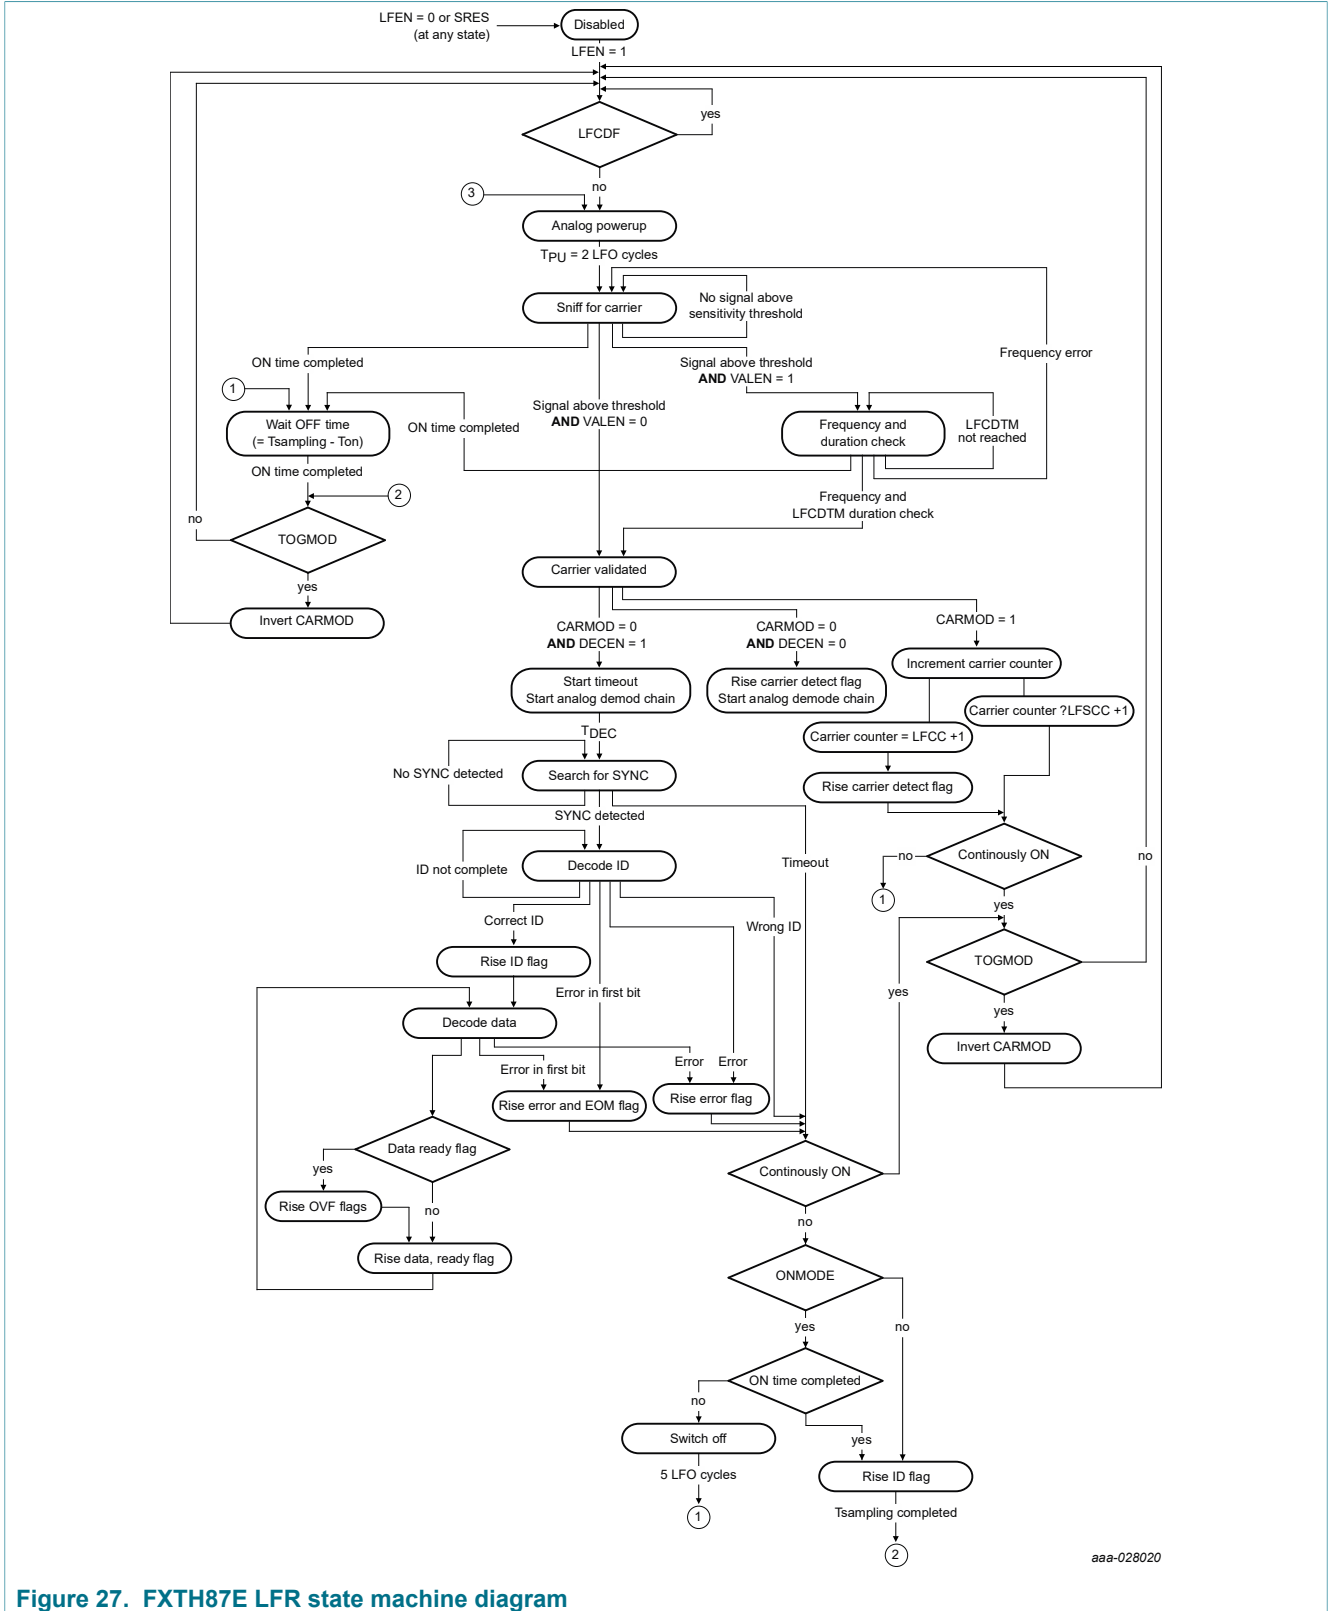 LFEN = 0 or SRES
(at any state)
Disabled
LFEN = 1
yes
LFCDF
no
3
Analog powerup
TPU = 2 LFO cycles
No signal above
sensitivity threshold
Sniff for carrier
ON time completed
Signal above threshold
AND VALEN = 1
Frequency error
1
Signal above threshold
AND VALEN = 0
Wait OFF time
(= Tsampling - Ton)
ON time completed
Frequency and
duration check
LFCDTM
not reached
ON time completed
2
Frequency and
LFCDTM duration check
no
TOGMOD
yes
Invert CARMOD
Carrier validated
CARMOD = 0
AND DECEN = 1
CARMOD = 0
AND DECEN = 0
CARMOD = 1
Increment carrier counter
Start timeout
Start analog demod chain
Rise carrier detect flag
Start analog demode chain
Carrier counter ?LFSCC +1
Carrier counter = LFCC +1
TDEC
No SYNC detected
Search for SYNC
Rise carrier detect flag
SYNC detected
ID not complete
Decode ID
Timeout
no
Continously ON
no
1
yes
Correct ID
Wrong ID
Rise ID flag
TOGMOD
Error in first bit
yes
yes
Decode data
Invert CARMOD
Error in first bit
Error
Error
Rise error and EOM flag
Rise error flag
Data ready flag
yes
Continously ON
Rise OVF flags
no
no
Rise data, ready flag
ONMODE
yes
no
ON time completed
no
Switch off
yes
5 LFO cycles
Rise ID flag
1
Tsampling completed
2
aaa-028020
Figure 27. FXTH87E LFR state machine diagram